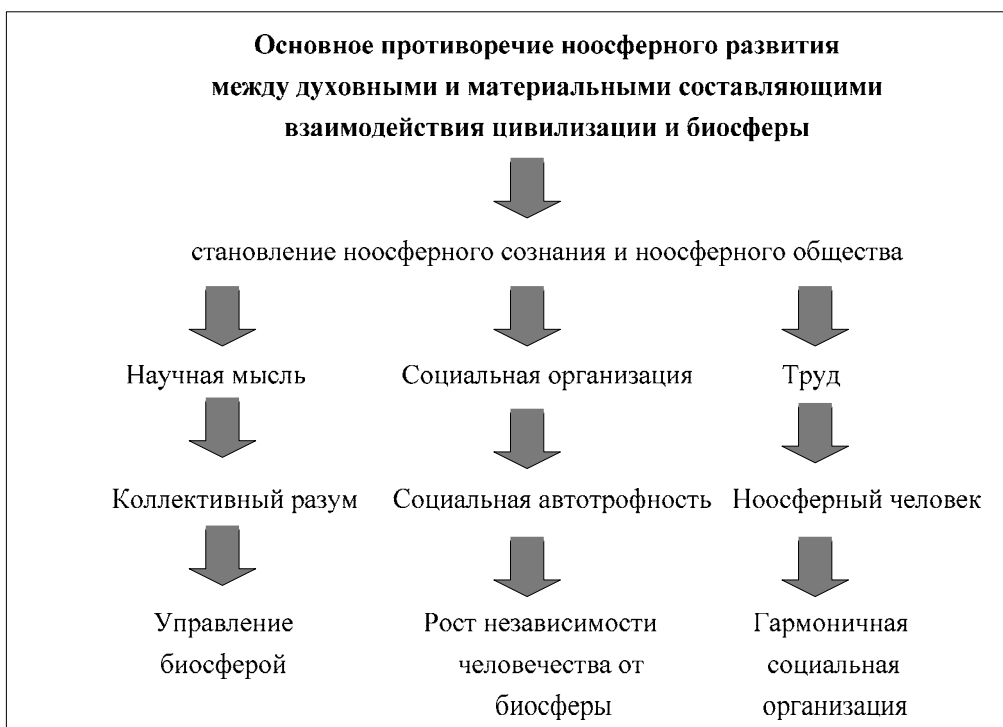 Основное противоречие ноосферного развития
между духовными и материальными составляющими
взаимодействия цивилизации и биосферы
становление ноосферного сознания и ноосферного общества
Научная мысль
Социальная организация
Труд
Коллективный разум
Социальная автотрофность
Ноосферный человек
Управление
биосферой
Рост независимости
человечества от
биосферы
Гармоничная
социальная
организация